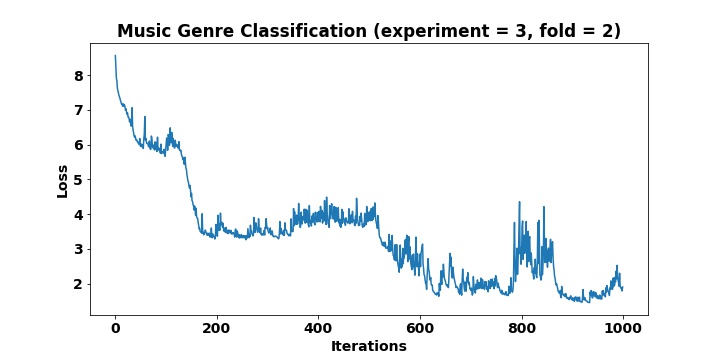 Music Genre Classification (experiment = 3, fold = 2)
8
7
6
5
4
3
2
Loss
0 200 400 600 800 1000
Iterations